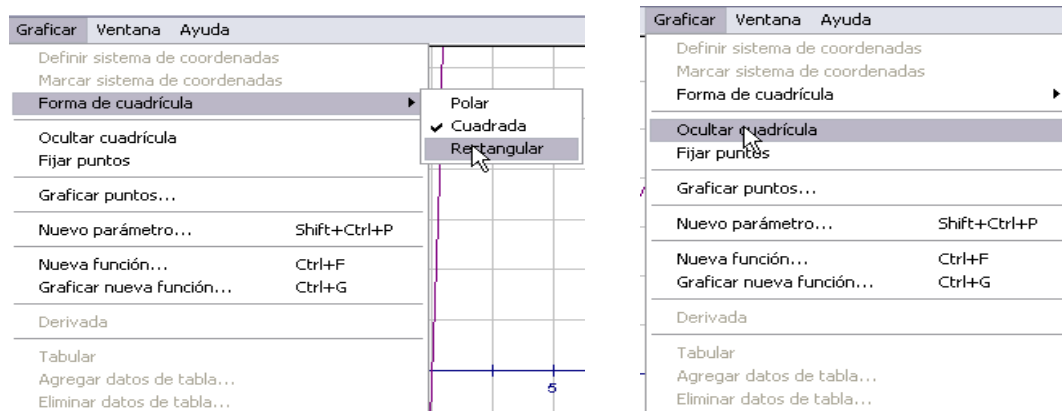 Graficar Ventana Ayuda
Definir sistema de coordenadas
Marcar sistema de coordenadas
Forma de cuadrícula
Polar
Cuadrada
Rectangular
Ocultar cuadrícula
Fijar puntos
Graficar puntos...
Nuevo parámetro... Shift+Ctrl+P
Nueva función... Ctrl+F
Graficar nueva función... Ctrl+G
Derivada
Tabular
Agregar datos de tabla...
Eliminar datos de tabla...
5
Graficar Ventana Ayuda
Definir sistema de coordenadas
Marcar sistema de coordenadas
Forma de cuadrícula
Ocultar cuadrícula
Fijar puntos
Graficar puntos...
Nuevo parámetro... Shift+Ctrl+P
Nueva función... Ctrl+F
Graficar nueva función... Ctrl+G
Derivada
Tabular
Agregar datos de tabla...
Eliminar datos de tabla...